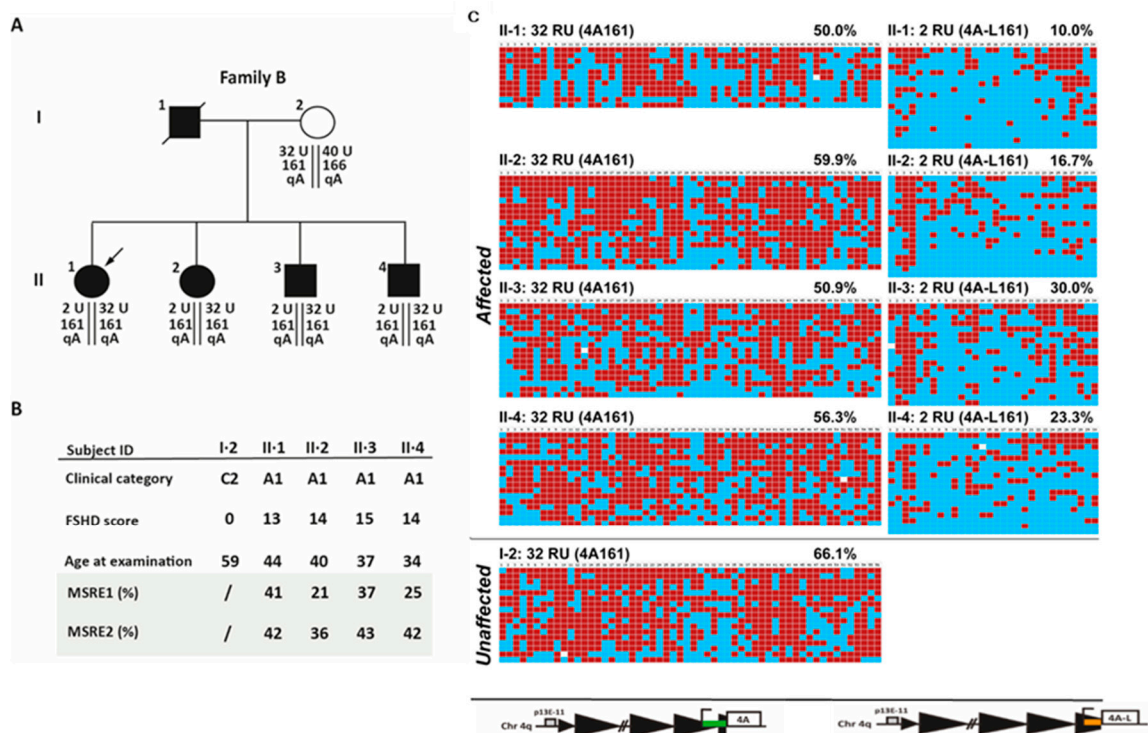 A
Family B
I
1
2
32 U 40 U
161 166
qA qA
II
1
2
3
4
2 U 32 U
161 161
qA qA
2 U 32 U
161 161
qA qA
2 U 32 U
161 161
qA qA
2 U 32 U
161 161
qA qA
B
Subject ID I·2 II·1 II·2 II·3 II·4
Clinical category C2 A1 A1 A1 A1
FSHD score 0 13 14 15 14
Age at examination 59 44 40 37 34
MSRE1 (%) / 41 21 37 25
MSRE2 (%) / 42 36 43 42
C
II-1: 32 RU (4A161) 50.0%
II-1: 2 RU (4A-L161) 10.0%
II-2: 32 RU (4A161) 59.9%
II-2: 2 RU (4A-L161) 16.7%
Affected
II-3: 32 RU (4A161) 50.9%
II-3: 2 RU (4A-L161) 30.0%
II-4: 32 RU (4A161) 56.3%
II-4: 2 RU (4A-L161) 23.3%
Unaffected
I-2: 32 RU (4A161) 66.1%
p13E-11
Chr 4q
4A
p13E-11
Chr 4q
4A-L